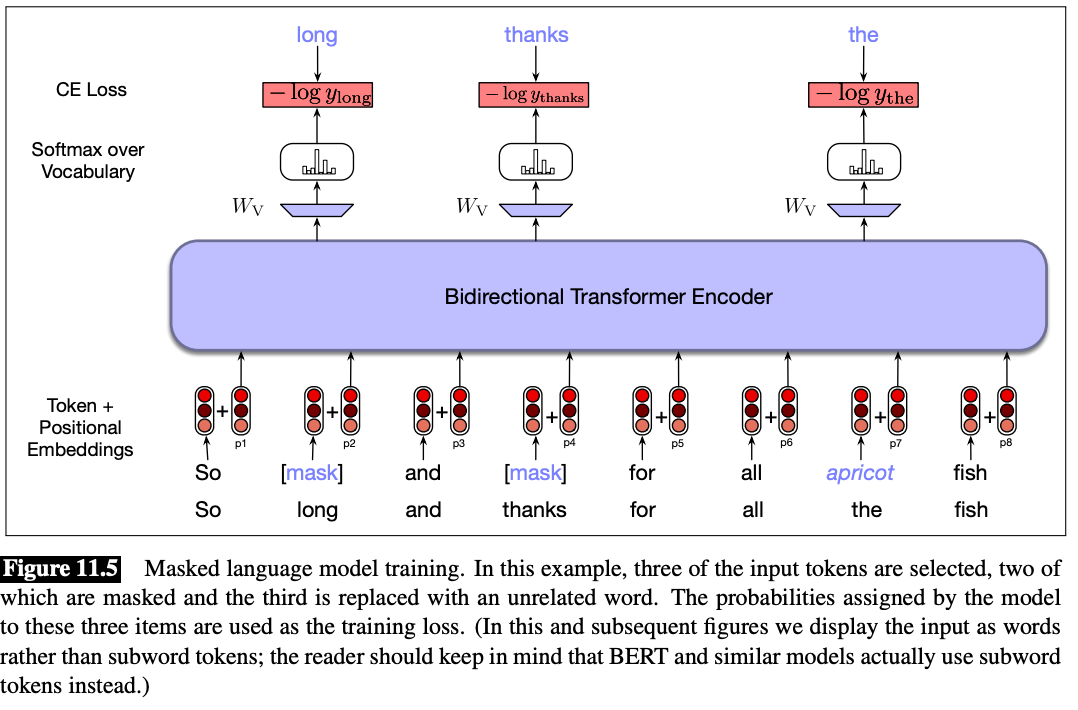 long thanks the
CE Loss − log y_long − log y_thanks − log y_the
Softmax over
Vocabulary
W_V W_V W_V
Bidirectional Transformer Encoder
Token +
Positional
Embeddings
+ + + + + + + +
p1 p2 p3 p4 p5 p6 p7 p8
So [mask] and [mask] for all apricot fish
So long and thanks for all the fish
Figure 11.5 Masked language model training. In this example, three of the input tokens are selected, two of
which are masked and the third is replaced with an unrelated word. The probabilities assigned by the model
to these three items are used as the training loss. (In this and subsequent figures we display the input as words
rather than subword tokens; the reader should keep in mind that BERT and similar models actually use subword
tokens instead.)